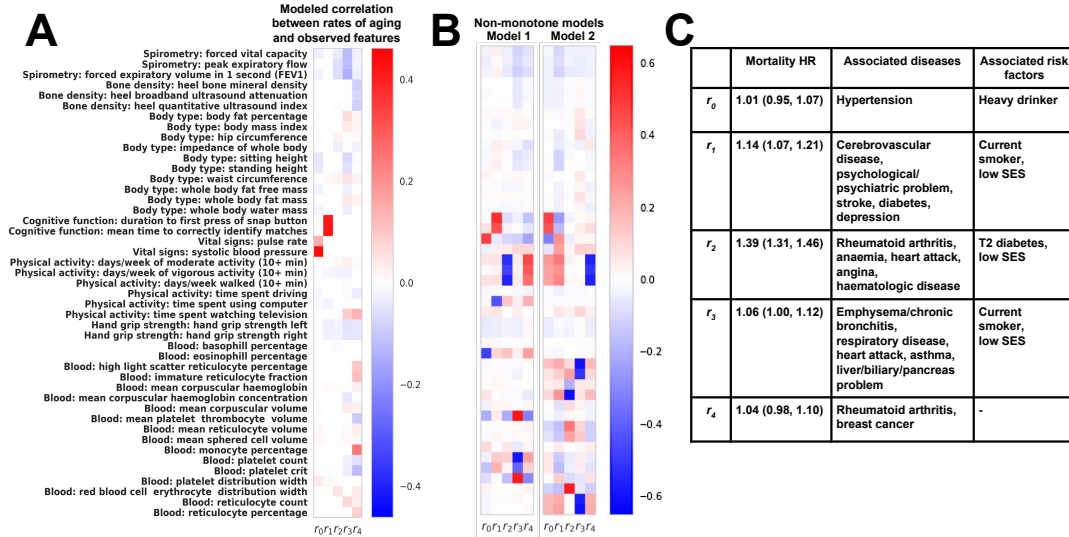 A
Modeled correlation
between rates of aging
and observed features
Spirometry: forced vital capacity
Spirometry: peak expiratory flow
Spirometry: forced expiratory volume in 1 second (FEV1)
Bone density: heel bone mineral density
Bone density: heel broadband ultrasound attenuation
Bone density: heel quantitative ultrasound index
Body type: body fat percentage
Body type: body mass index
Body type: hip circumference
Body type: impedance of whole body
Body type: sitting height
Body type: standing height
Body type: waist circumference
Body type: whole body fat free mass
Body type: whole body fat mass
Body type: whole body water mass
Cognitive function: duration to first press of snap button
Cognitive function: mean time to correctly identify matches
Vital signs: pulse rate
Vital signs: systolic blood pressure
Physical activity: days/week of moderate activity (10+ min)
Physical activity: days/week of vigorous activity (10+ min)
Physical activity: days/week walked (10+ min)
Physical activity: time spent driving
Physical activity: time spent using computer
Physical activity: time spent watching television
Hand grip strength: hand grip strength left
Hand grip strength: hand grip strength right
Blood: basophill percentage
Blood: eosinophill percentage
Blood: high light scatter reticulocyte percentage
Blood: immature reticulocyte fraction
Blood: mean corpuscular haemoglobin
Blood: mean corpuscular haemoglobin concentration
Blood: mean corpuscular volume
Blood: mean platelet thrombocyte volume
Blood: mean reticulocyte volume
Blood: mean sphered cell volume
Blood: monocyte percentage
Blood: platelet count
Blood: platelet crit
Blood: platelet distribution width
Blood: red blood cell erythrocyte distribution width
Blood: reticulocyte count
Blood: reticulocyte percentage
r0 r1 r2 r3 r4
0.4
0.2
0.0
−0.2
−0.4
B
Non-monotone models
Model 1 Model 2
r0 r1 r2 r3 r4 r0 r1 r2 r3 r4
0.6
0.4
0.2
0.0
−0.2
−0.4
−0.6
C
Mortality HR Associated diseases Associated risk
factors
r0 1.01 (0.95, 1.07) Hypertension Heavy drinker
r1 1.14 (1.07, 1.21) Cerebrovascular Current
disease, smoker,
psychological/ low SES
psychiatric problem,
stroke, diabetes,
depression
r2 1.39 (1.31, 1.46) Rheumatoid arthritis, T2 diabetes,
anaemia, heart attack, low SES
angina,
haematologic disease
r3 1.06 (1.00, 1.12) Emphysema/chronic Current
bronchitis, smoker,
respiratory disease, low SES
heart attack, asthma,
liver/biliary/pancreas
problem
r4 1.04 (0.98, 1.10) Rheumatoid arthritis, -
breast cancer